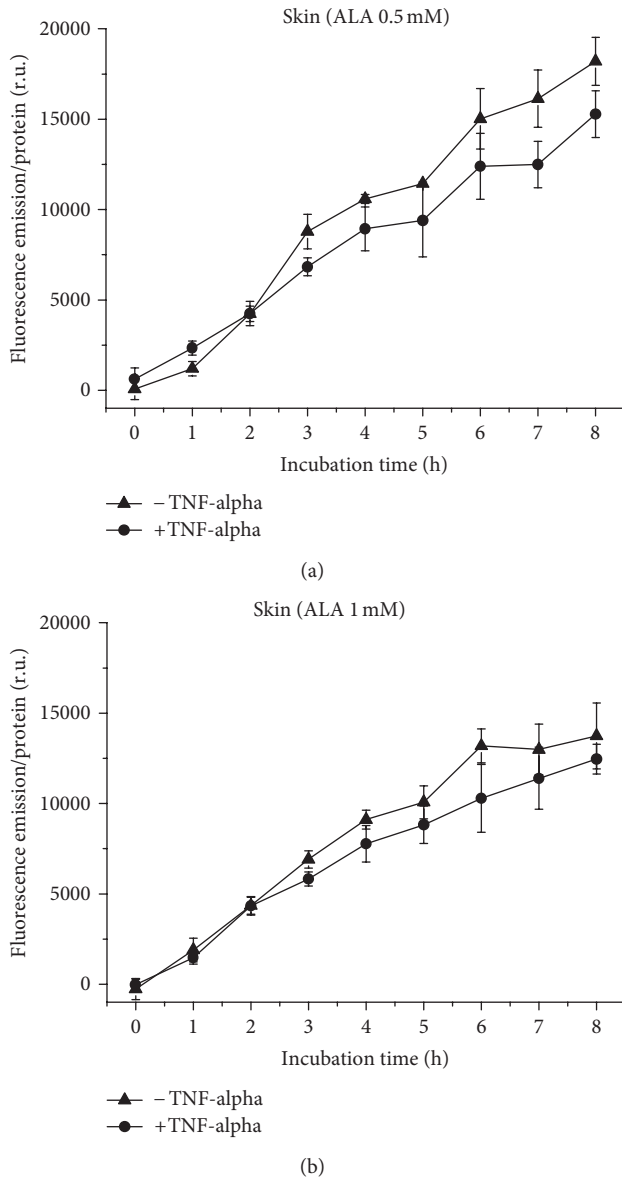 Skin (ALA 0.5 mM)
20000
15000
10000
5000
0
Fluorescence emission/protein (r.u.)
0 1 2 3 4 5 6 7 8
Incubation time (h)
− TNF-alpha
+ TNF-alpha
(a)
Skin (ALA 1 mM)
20000
15000
10000
5000
0
Fluorescence emission/protein (r.u.)
0 1 2 3 4 5 6 7 8
Incubation time (h)
− TNF-alpha
+ TNF-alpha
(b)